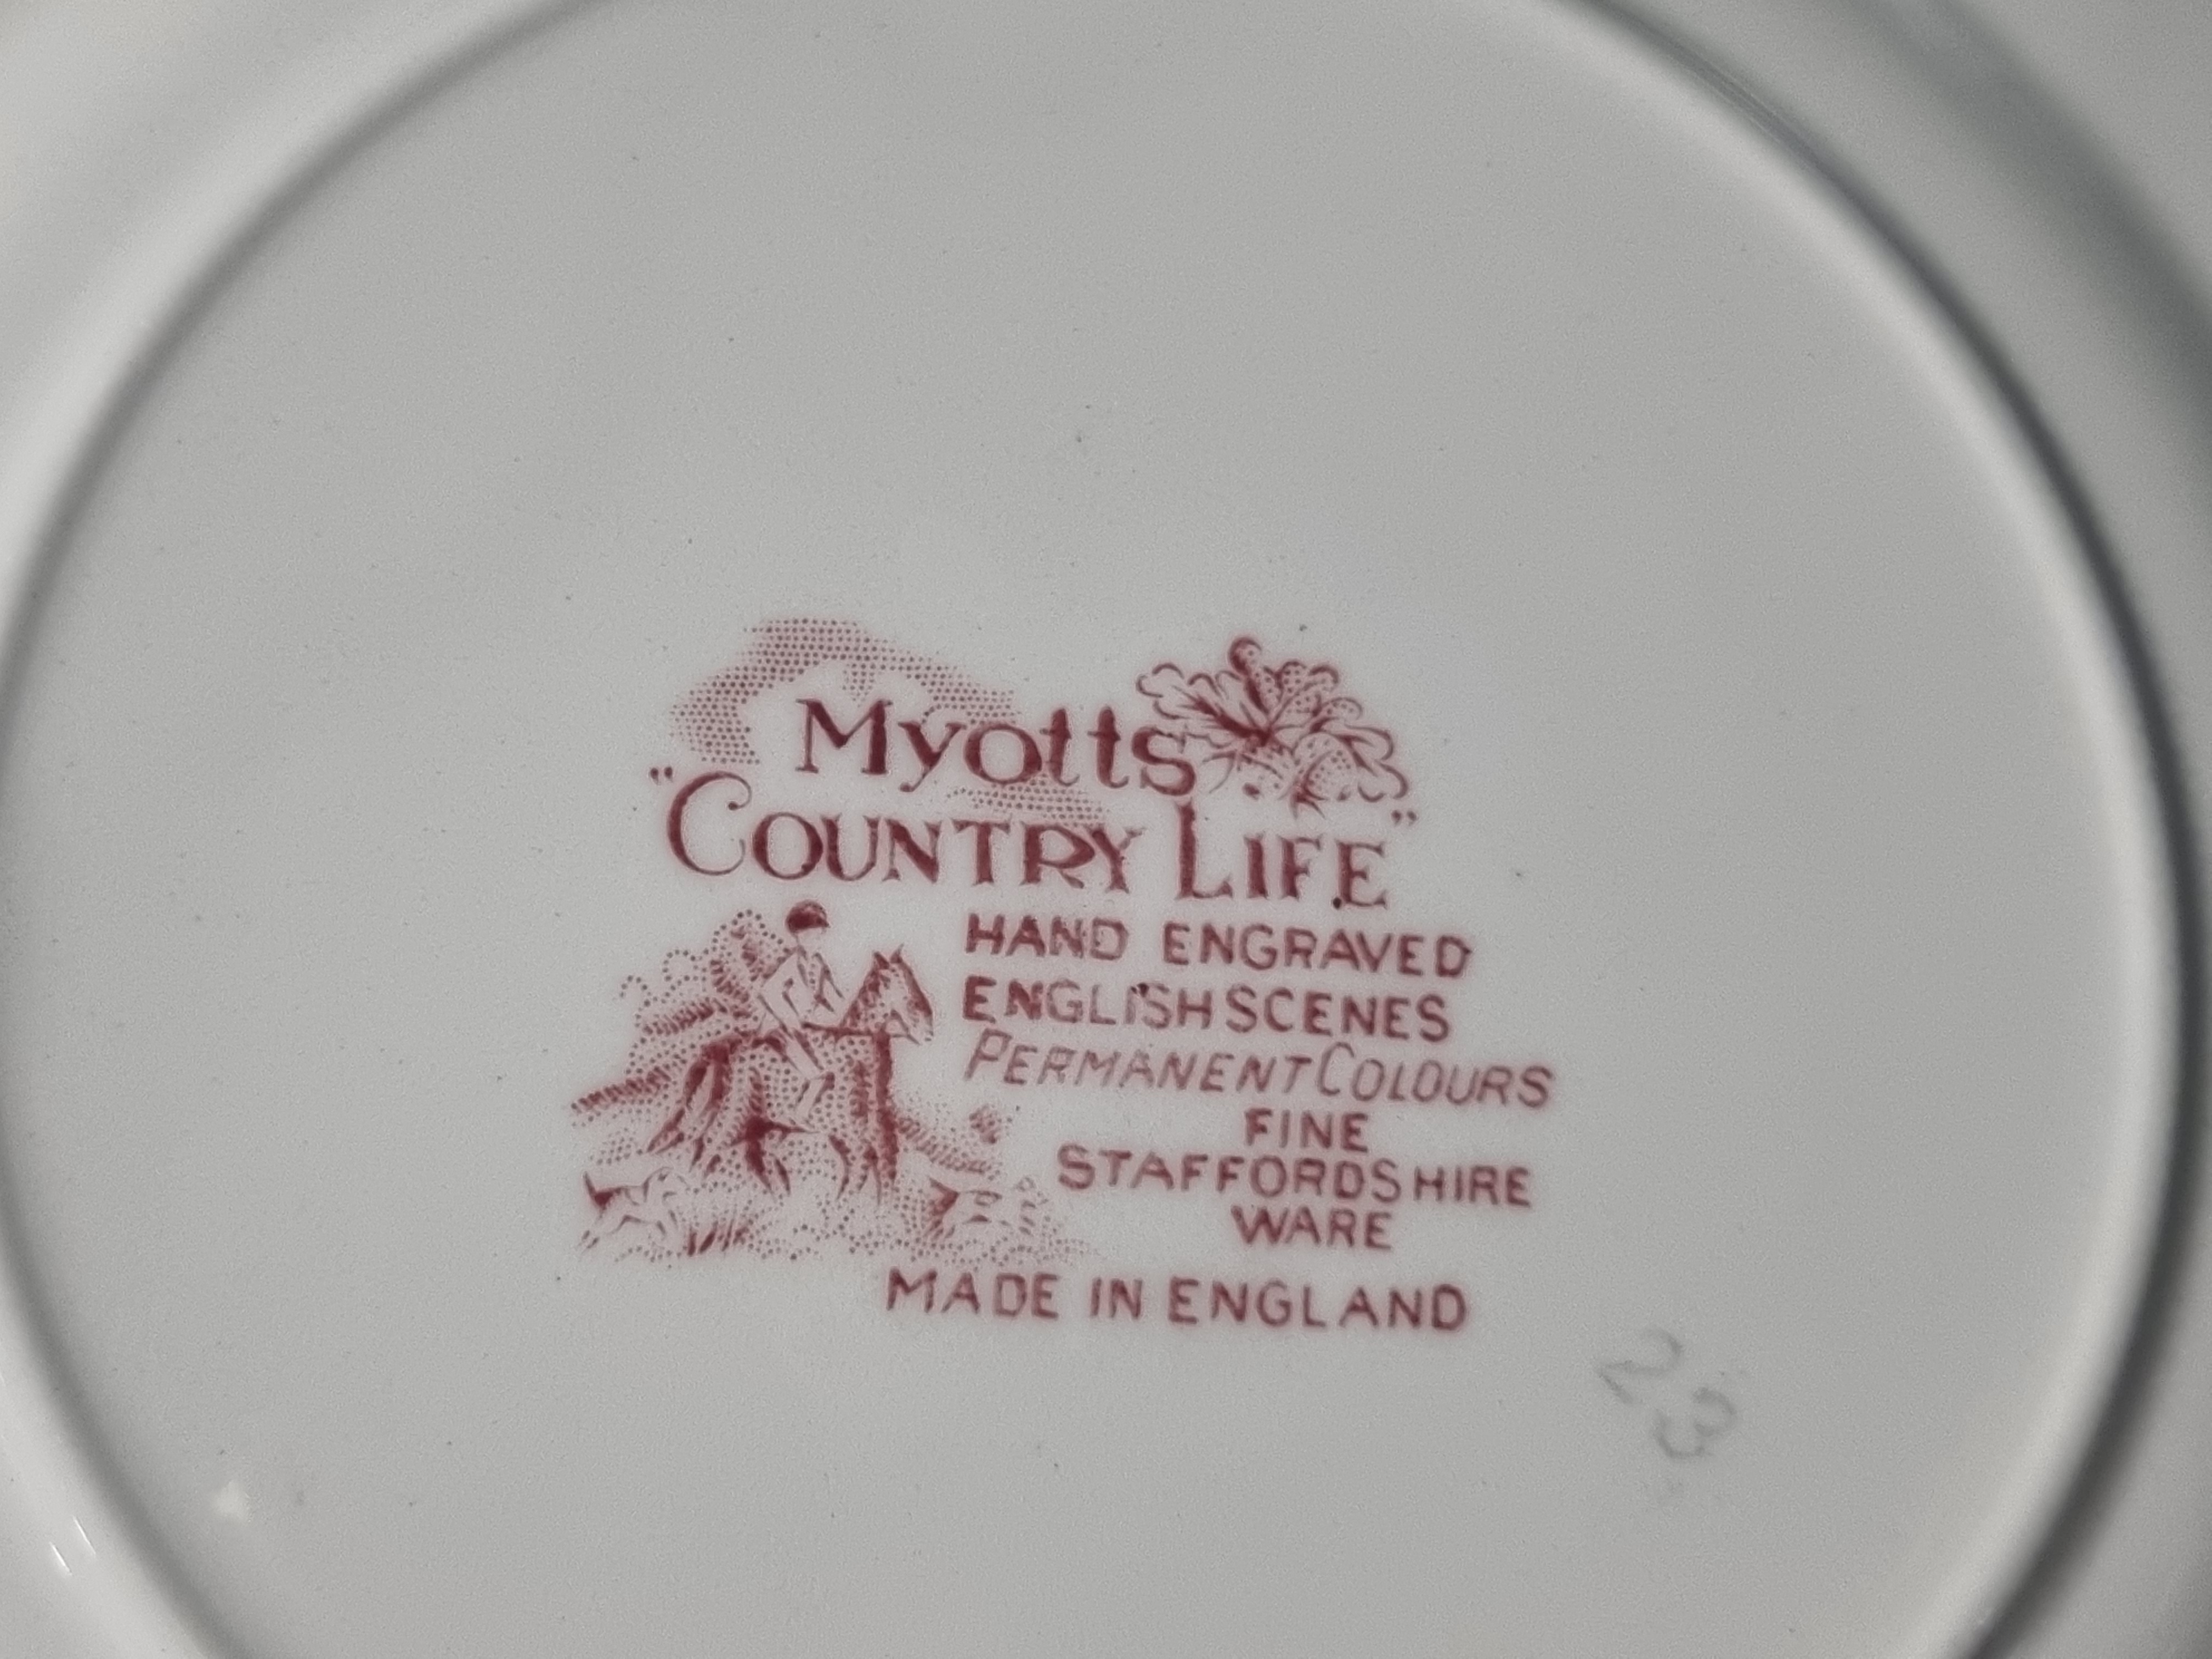 Myotts
"COUNTRY LIFE"
HAND ENGRAVED
ENGLISH SCENES
PERMANENT COLOURS
FINE
STAFFORDSHIRE
WARE
MADE IN ENGLAND
23